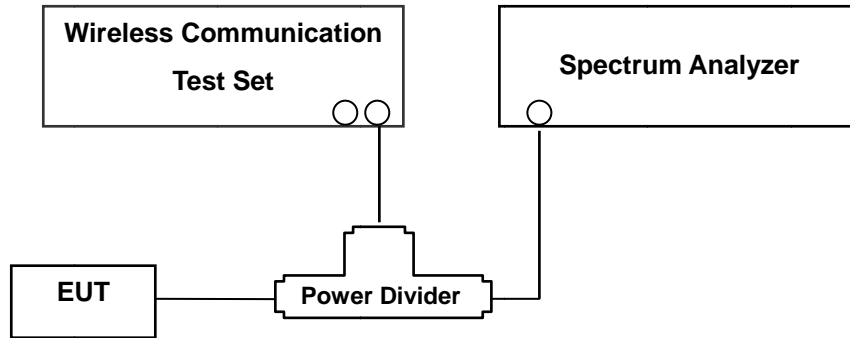 Wireless Communication
Test Set
Spectrum Analyzer
EUT
Power Divider